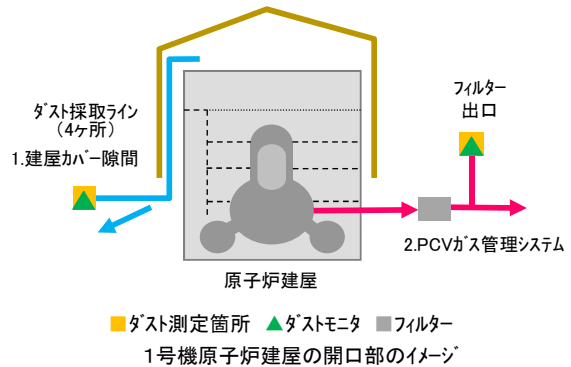 ダスト採取ライン
(4ヶ所)
1.建屋カバー隙間
フィルター
出口
2.PCVガス管理システム
原子炉建屋
ダスト測定箇所 ダストモニタ フィルター
1号機原子炉建屋の開口部のイメージ